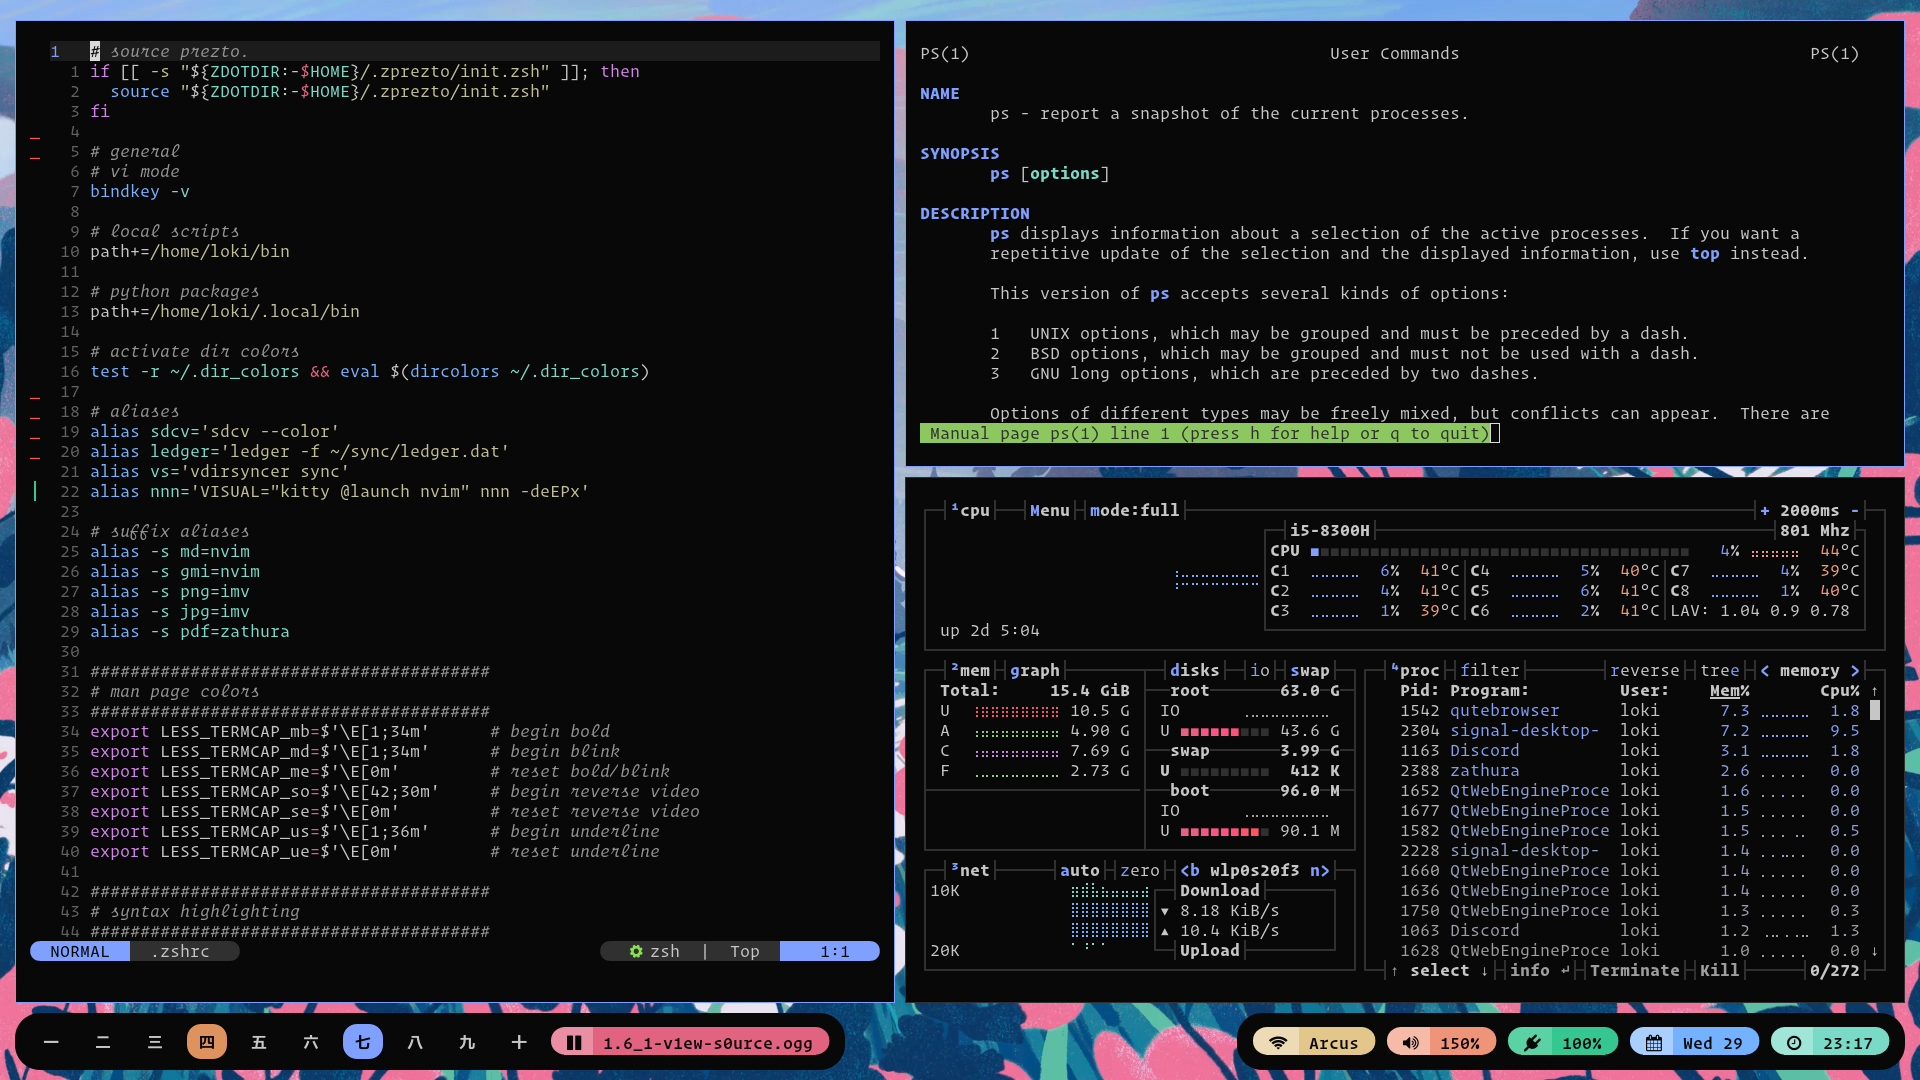 1 # source prezto.
1 if [[ -s "${ZDOTDIR:-$HOME}/.zprezto/init.zsh" ]]; then
2 source "${ZDOTDIR:-$HOME}/.zprezto/init.zsh"
3 fi
4
5 # general
6 # vi mode
7 bindkey -v
8
9 # local scripts
10 path+=/home/loki/bin
11
12 # python packages
13 path+=/home/loki/.local/bin
14
15 # activate dir colors
16 test -r ~/.dir_colors && eval $(dircolors ~/.dir_colors)
17
18 # aliases
19 alias sdcv='sdcv --color'
20 alias ledger='ledger -f ~/sync/ledger.dat'
21 alias vs='vdirsyncer sync'
22 alias nnn='VISUAL="kitty @launch nvim" nnn -deEPx'
23
24 # suffix aliases
25 alias -s md=nvim
26 alias -s gmi=nvim
27 alias -s png=imv
28 alias -s jpg=imv
29 alias -s pdf=zathura
30
31 ########################################
32 # man page colors
33 ########################################
34 export LESS_TERMCAP_mb=$'\E[1;34m' # begin bold
35 export LESS_TERMCAP_md=$'\E[1;34m' # begin blink
36 export LESS_TERMCAP_me=$'\E[0m' # reset bold/blink
37 export LESS_TERMCAP_so=$'\E[42;30m' # begin reverse video
38 export LESS_TERMCAP_se=$'\E[0m' # reset reverse video
39 export LESS_TERMCAP_us=$'\E[1;36m' # begin underline
40 export LESS_TERMCAP_ue=$'\E[0m' # reset underline
41
42 ########################################
43 # syntax highlighting
44 ########################################
NORMAL .zshrc zsh | Top 1:1
PS(1) User Commands PS(1)
NAME
ps - report a snapshot of the current processes.
SYNOPSIS
ps [options]
DESCRIPTION
ps displays information about a selection of the active processes. If you want a
repetitive update of the selection and the displayed information, use top instead.
This version of ps accepts several kinds of options:
1 UNIX options, which may be grouped and must be preceded by a dash.
2 BSD options, which may be grouped and must not be used with a dash.
3 GNU long options, which are preceded by two dashes.
Options of different types may be freely mixed, but conflicts can appear. There are
Manual page ps(1) line 1 (press h for help or q to quit)
¹cpu Menu mode:full + 2000ms -
i5-8300H 801 Mhz
CPU 4% 44°C
C1 6% 41°C C4 5% 40°C C7 4% 39°C
C2 4% 41°C C5 6% 41°C C8 1% 40°C
C3 1% 39°C C6 2% 41°C LAV: 1.04 0.9 0.78
up 2d 5:04
²mem graph disks io swap
Total: 15.4 GiB root 63.0 G
U 10.5 G IO
A 4.90 G U 43.6 G
C 7.69 G swap 3.99 G
F 2.73 G U 412 K
boot 96.0 M
IO
U 90.1 M
³net auto zero <b wlp0s20f3 n>
10K Download
▼ 8.18 KiB/s
▲ 10.4 KiB/s
20K Upload
⁴proc filter reverse tree < memory >
Pid: Program: User: Mem% Cpu% ↑
1542 qutebrowser loki 7.3 1.8
2304 signal-desktop- loki 7.2 9.5
1163 Discord loki 3.1 1.8
2388 zathura loki 2.6 0.0
1652 QtWebEngineProce loki 1.6 0.0
1677 QtWebEngineProce loki 1.5 0.0
1582 QtWebEngineProce loki 1.5 0.5
2228 signal-desktop- loki 1.4 0.0
1660 QtWebEngineProce loki 1.4 0.0
1636 QtWebEngineProce loki 1.4 0.0
1750 QtWebEngineProce loki 1.3 0.3
1063 Discord loki 1.2 1.3
1628 QtWebEngineProce loki 1.0 0.0 ↓
↑ select ↓ info ↲ Terminate Kill 0/272
一 二 三 四 五 六 七 八 九 十 1.6_1-v1ew-s0urce.ogg
Arcus 150% 100% Wed 29 23:17